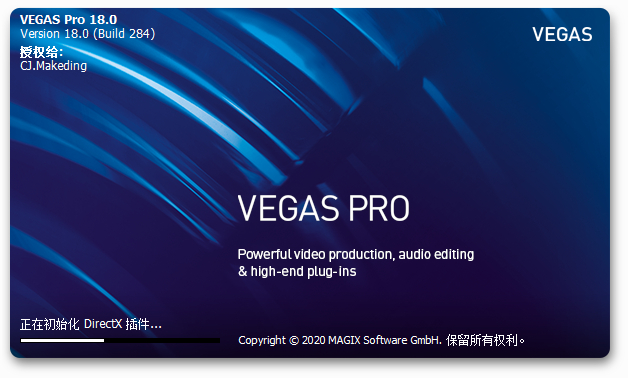 VEGAS Pro 18.0
Version 18.0 (Build 284)
授权给:
CJ.Makeding
VEGAS
VEGAS PRO
Powerful video production, audio editing
& high-end plug-ins
正在初始化 DirectX 插件...
Copyright © 2020 MAGIX Software GmbH. 保留所有权利。